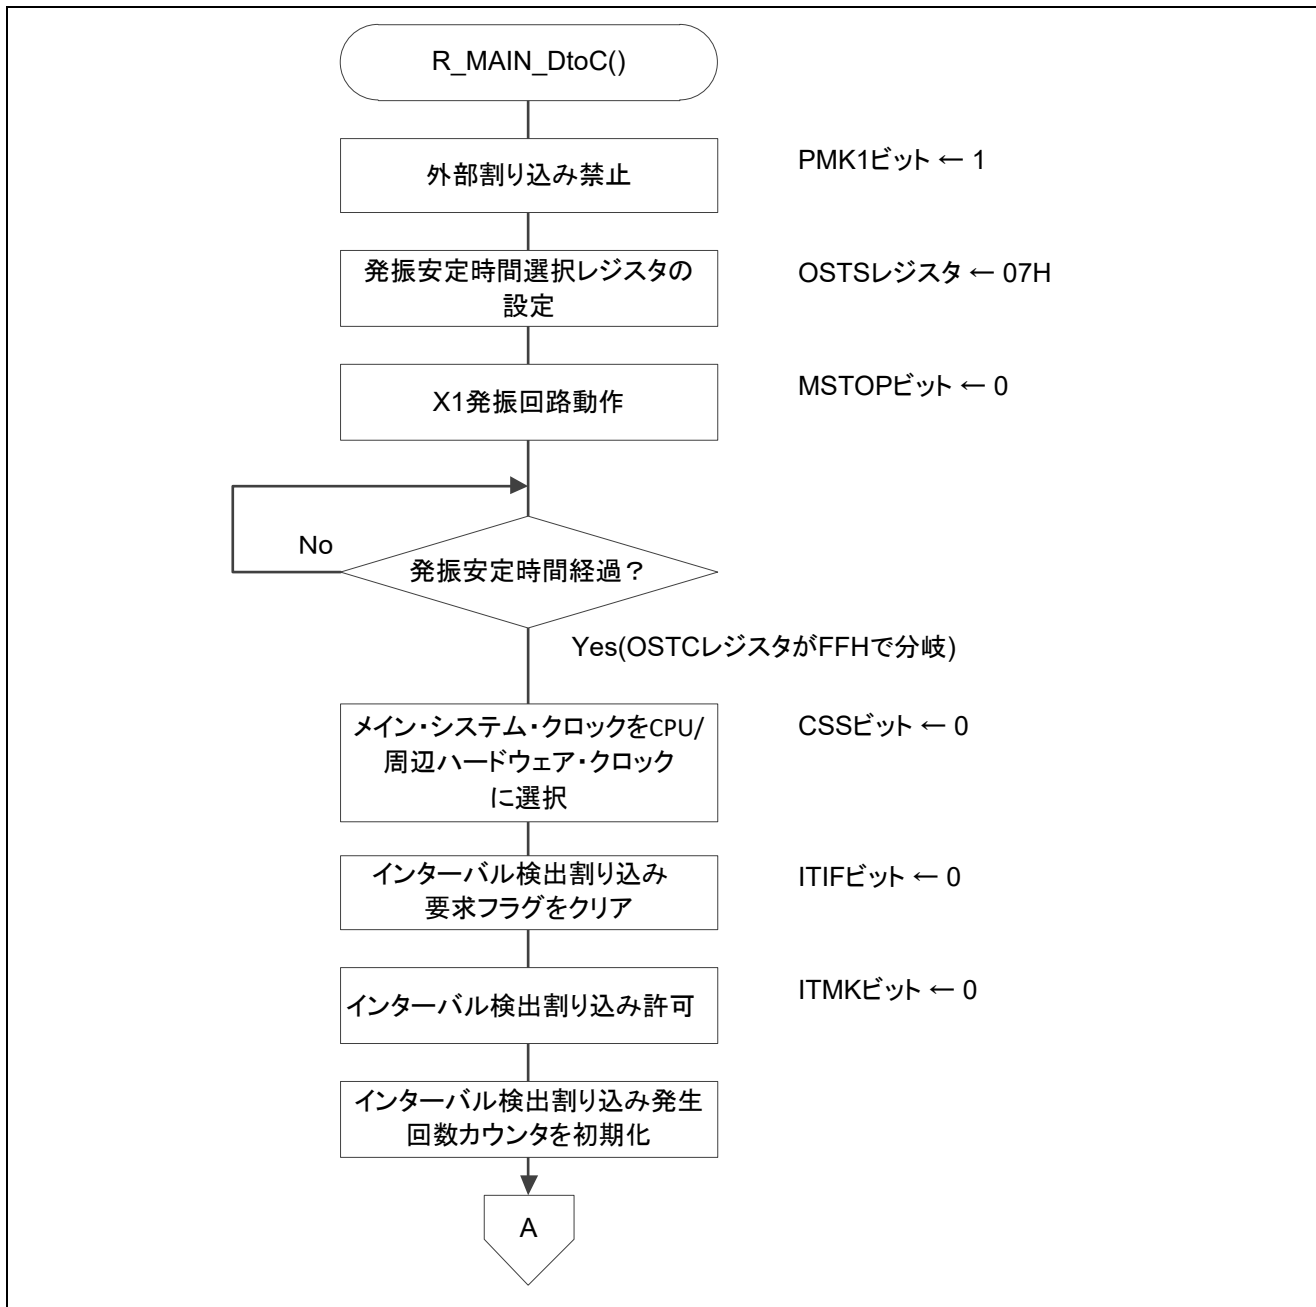 R_MAIN_DtoC()
外部割り込み禁止
PMK1ビット ← 1
発振安定時間選択レジスタの
設定
OSTSレジスタ ← 07H
X1発振回路動作
MSTOPビット ← 0
No
発振安定時間経過？
Yes(OSTCレジスタがFFHで分岐)
メイン・システム・クロックをCPU/
周辺ハードウェア・クロック
に選択
CSSビット ← 0
インターバル検出割り込み
要求フラグをクリア
ITIFビット ← 0
インターバル検出割り込み許可
ITMKビット ← 0
インターバル検出割り込み発生
回数カウンタを初期化
A